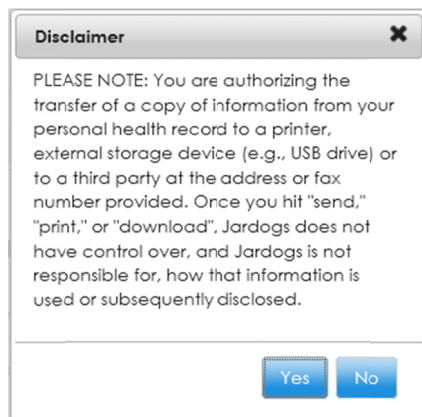 Disclaimer
PLEASE NOTE: You are authorizing the
transfer of a copy of information from your
personal health record to a printer,
external storage device (e.g., USB drive) or
to a third party at the address or fax
number provided. Once you hit "send,"
"print," or "download", Jardogs does not
have control over, and Jardogs is not
responsible for, how that information is
used or subsequently disclosed.
Yes No